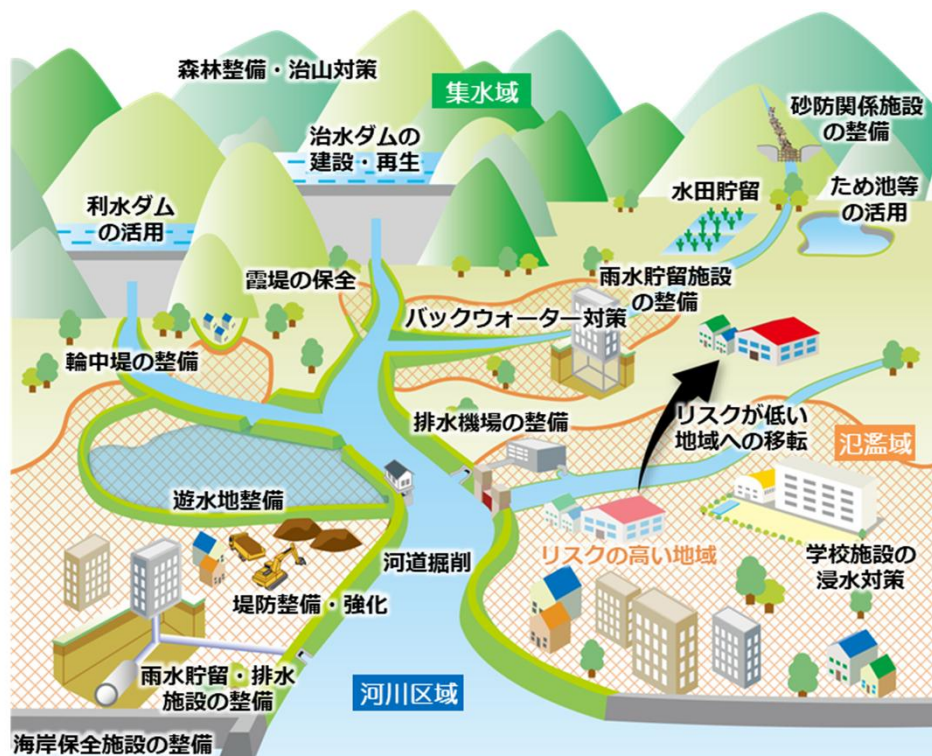 森林整備・治山対策
集水域
砂防関係施設
の整備
治水ダムの
建設・再生
水田貯留
ため池等
の活用
利水ダム
の活用
霞堤の保全
雨水貯留施設
の整備
バックウォーター対策
輪中堤の整備
排水機場の整備
リスクが低い
地域への移転
氾濫域
遊水地整備
河道掘削
リスクの高い地域
学校施設の
浸水対策
堤防整備・強化
雨水貯留・排水
施設の整備
河川区域
海岸保全施設の整備